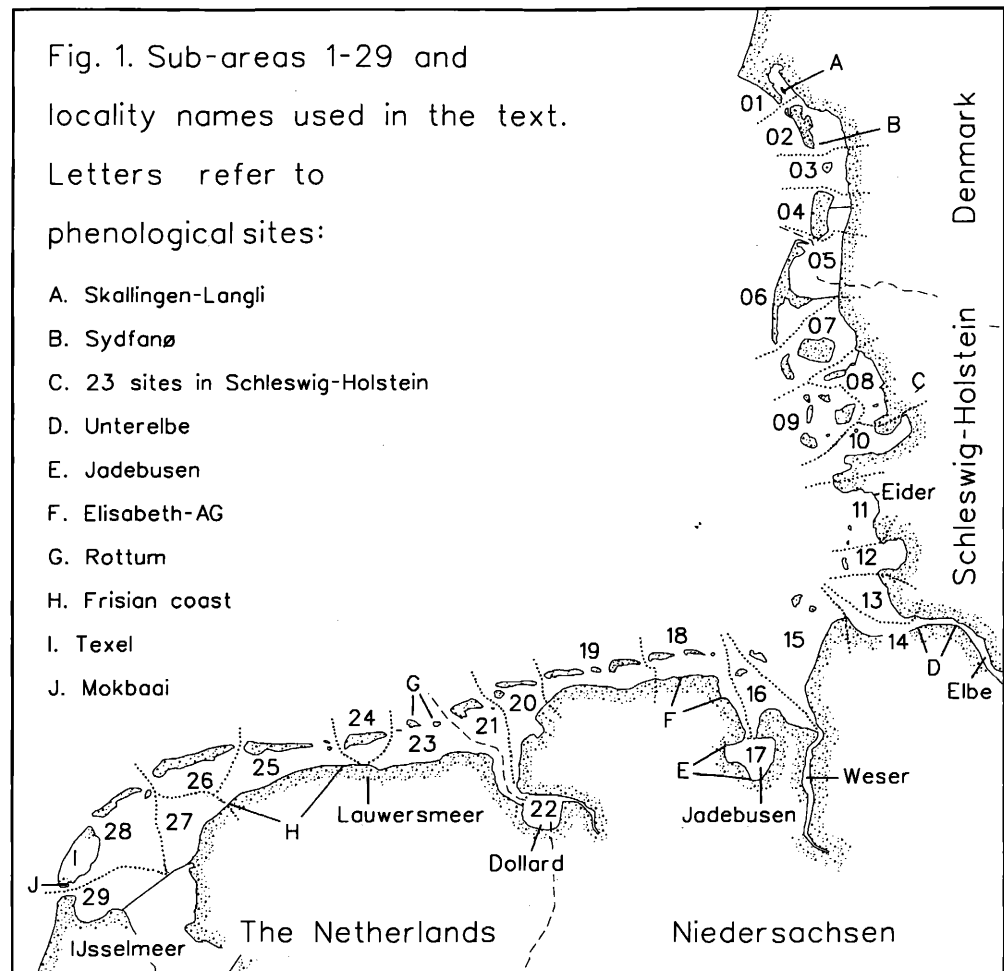 Fig. 1. Sub-areas 1-29 and
locality names used in the text.
Letters refer to
phenological sites:
A. Skallingen-Langli
B. Sydfanø
C. 23 sites in Schleswig-Holstein
D. Unterelbe
E. Jadebusen
F. Elisabeth-AG
G. Rottum
H. Frisian coast
I. Texel
J. Mokbaai
A
01
02
B
03
04
05
06
07
08
C
09
10
Eider
11
12
13
14
15
D
Elbe
16
17
18
19
20
21
22
23
24
25
26
27
28
29
G
F
E
H
I
J
Weser
Jadebusen
Lauwersmeer
Dollard
IJsselmeer
The Netherlands
Niedersachsen
Denmark
Schleswig-Holstein